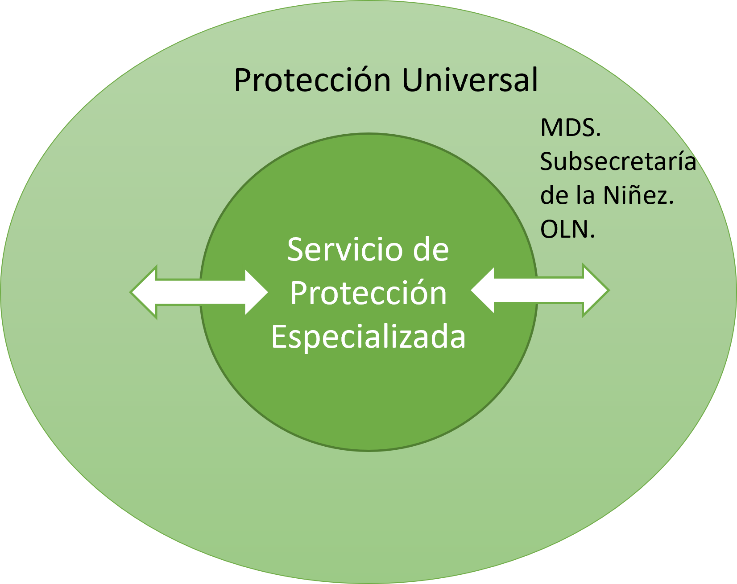 Protección Universal
MDS.
Subsecretaría
de la Niñez.
OLN.
Servicio de
Protección
Especializada